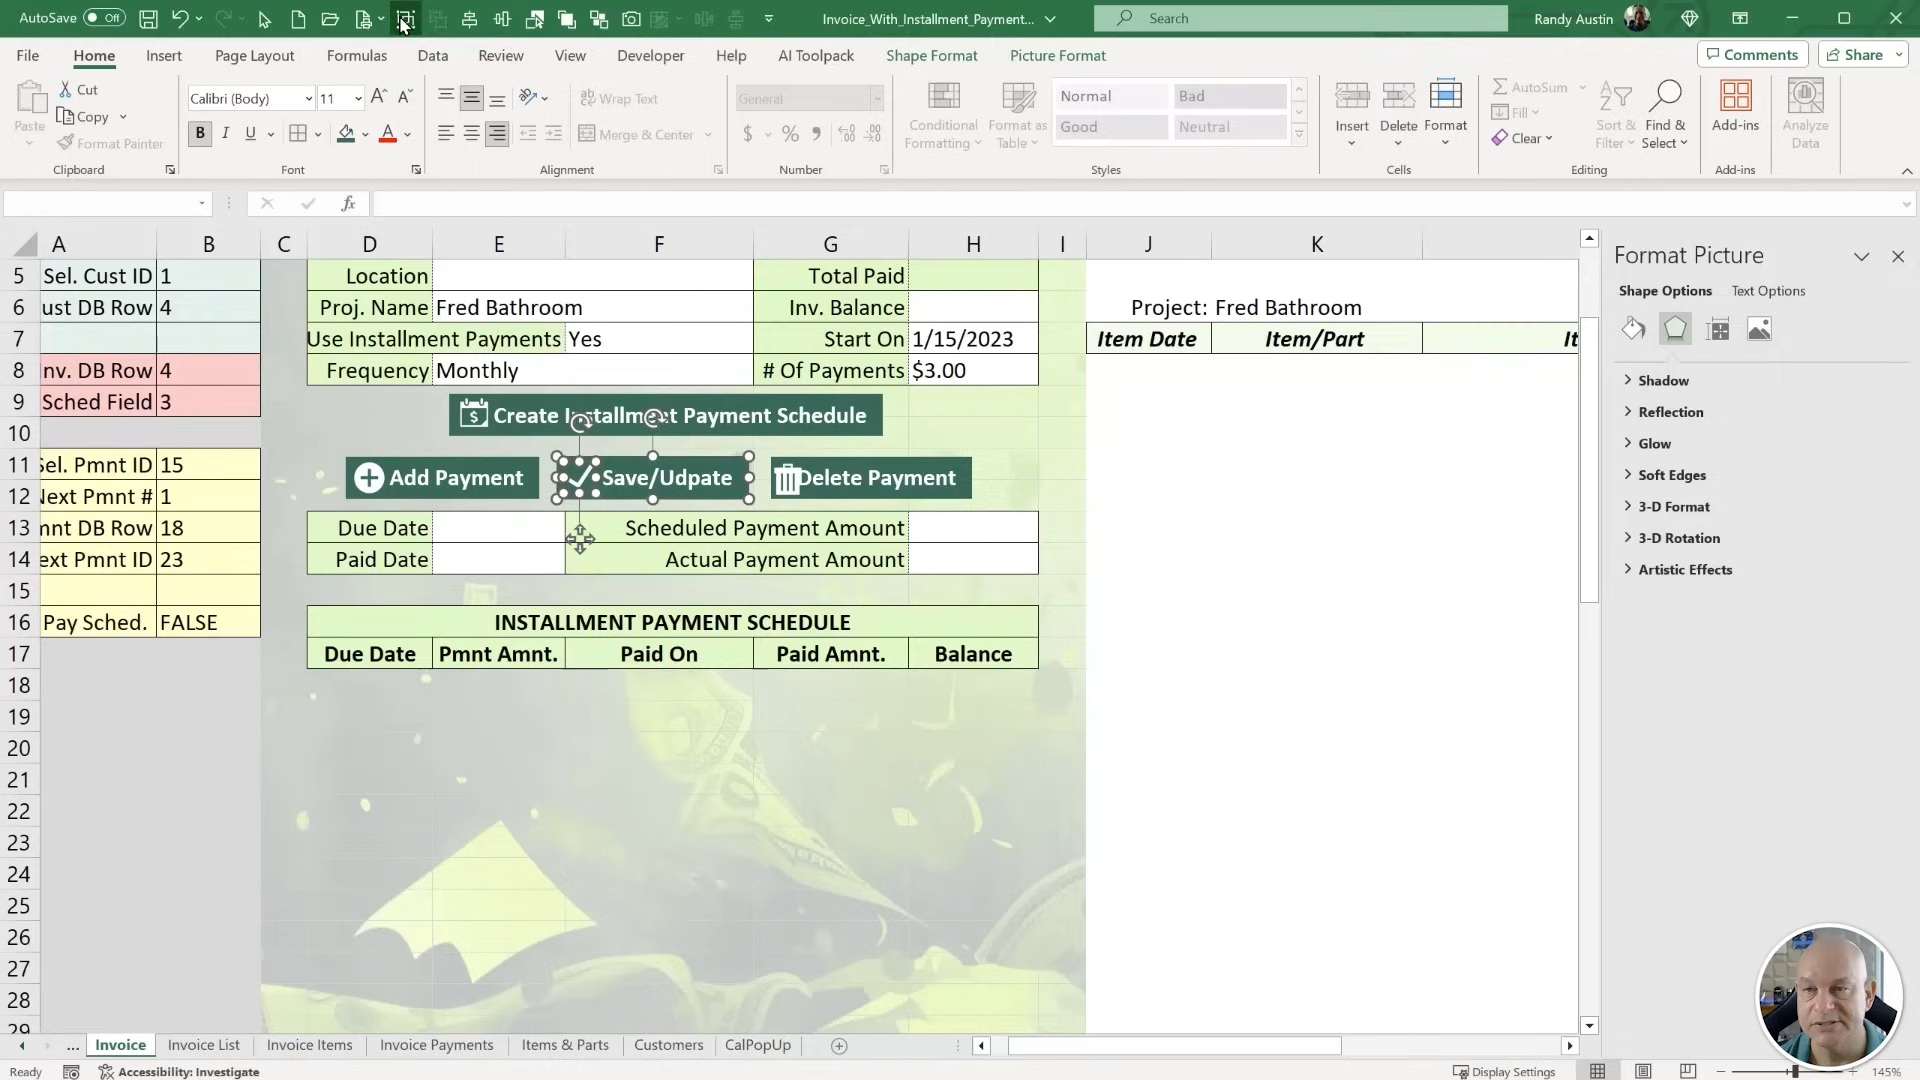 AutoSave Off Invoice_With_Installment_Payment... Search Randy Austin
File Home Insert Page Layout Formulas Data Review View Developer Help AI Toolpack Shape Format Picture Format Comments Share
Cut
Copy
Format Painter
Paste
Calibri (Body) 11
B I U
Wrap Text
Merge & Center
General
$ %
Conditional Formatting
Format as Table
Normal Bad
Good Neutral
Insert Delete Format
AutoSum
Fill
Clear
Sort & Filter
Find & Select
Add-ins
Analyze Data
Clipboard Font Alignment Number Styles Cells Editing Add-ins
fx
A B C D E F G H I J K
5 Sel. Cust ID 1 Location Total Paid
6 ust DB Row 4 Proj. Name Fred Bathroom Inv. Balance Project: Fred Bathroom
7 Use Installment Payments Yes Start On 1/15/2023 Item Date Item/Part It
8 nv. DB Row 4 Frequency Monthly # Of Payments $3.00
9 Sched Field 3 Create Installment Payment Schedule
10
11 Sel. Pmnt ID 15 Add Payment Save/Udpate Delete Payment
12 Next Pmnt # 1
13 mnt DB Row 18 Due Date Scheduled Payment Amount
14 ext Pmnt ID 23 Paid Date Actual Payment Amount
15
16 Pay Sched. FALSE INSTALLMENT PAYMENT SCHEDULE
17 Due Date Pmnt Amnt. Paid On Paid Amnt. Balance
18
19
20
21
22
23
24
25
26
27
28
29
Format Picture
Shape Options Text Options
Shadow
Reflection
Glow
Soft Edges
3-D Format
3-D Rotation
Artistic Effects
... Invoice Invoice List Invoice Items Invoice Payments Items & Parts Customers CalPopUp
Ready Accessibility: Investigate Display Settings 145%